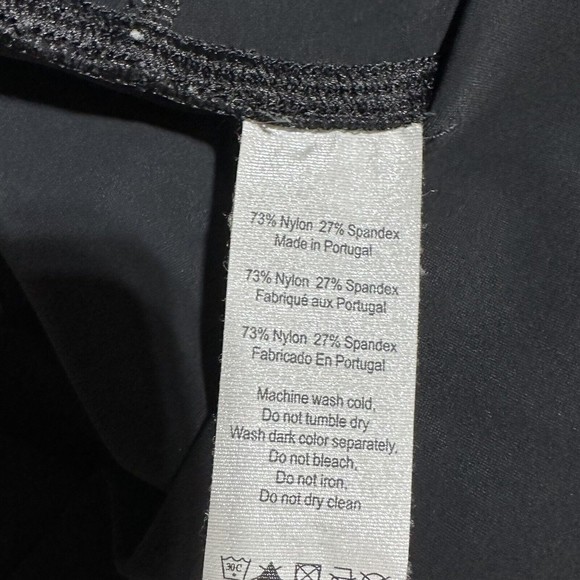 73% Nylon 27% Spandex
Made in Portugal
73% Nylon 27% Spandex
Fabriqué aux Portugal
73% Nylon 27% Spandex
Fabricado En Portugal
Machine wash cold,
Do not tumble dry
Wash dark color separately,
Do not bleach,
Do not iron,
Do not dry clean
30C